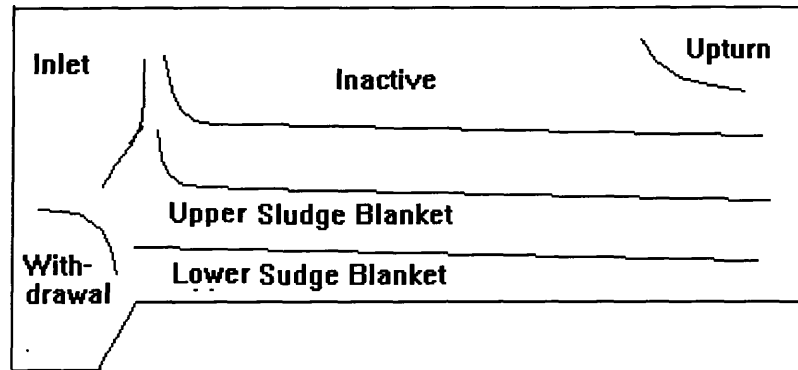 Inlet
Inactive
Upturn
Upper Sludge Blanket
With-
drawal
Lower Sudge Blanket